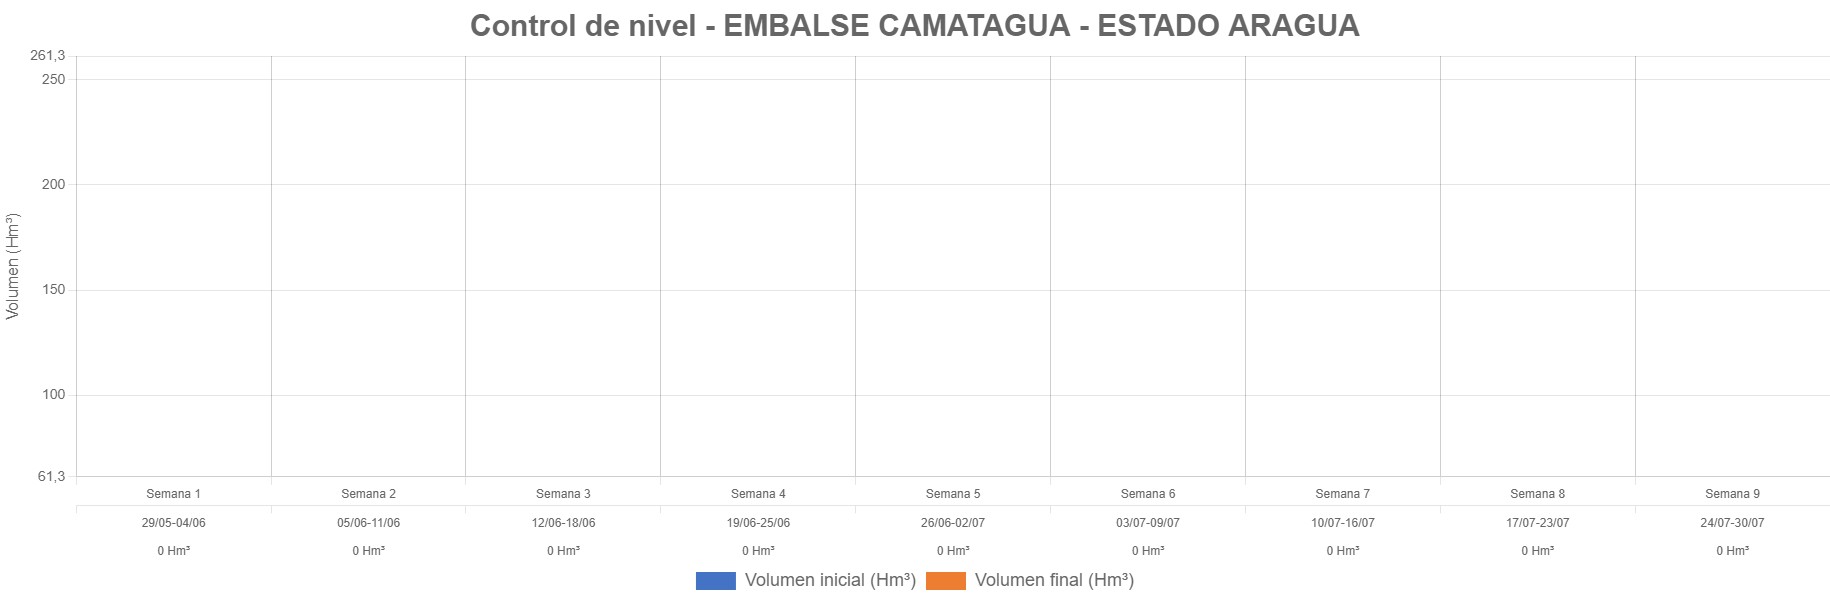 Control de nivel - EMBALSE CAMATAGUA - ESTADO ARAGUA
261,3
250
200
150
100
61,3
Volumen (Hm³)
Semana 1 Semana 2 Semana 3 Semana 4 Semana 5 Semana 6 Semana 7 Semana 8 Semana 9
29/05-04/06 05/06-11/06 12/06-18/06 19/06-25/06 26/06-02/07 03/07-09/07 10/07-16/07 17/07-23/07 24/07-30/07
0 Hm³ 0 Hm³ 0 Hm³ 0 Hm³ 0 Hm³ 0 Hm³ 0 Hm³ 0 Hm³ 0 Hm³
Volumen inicial (Hm³) Volumen final (Hm³)